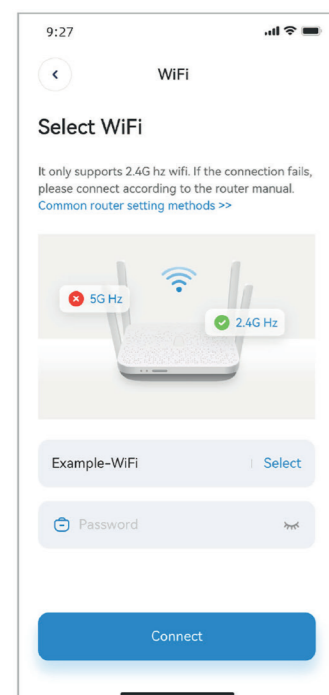 9:27
WiFi
Select WiFi
It only supports 2.4G hz wifi. If the connection fails,
please connect according to the router manual.
Common router setting methods >>
5G Hz
2.4G Hz
Example-WiFi
Select
Password
Connect